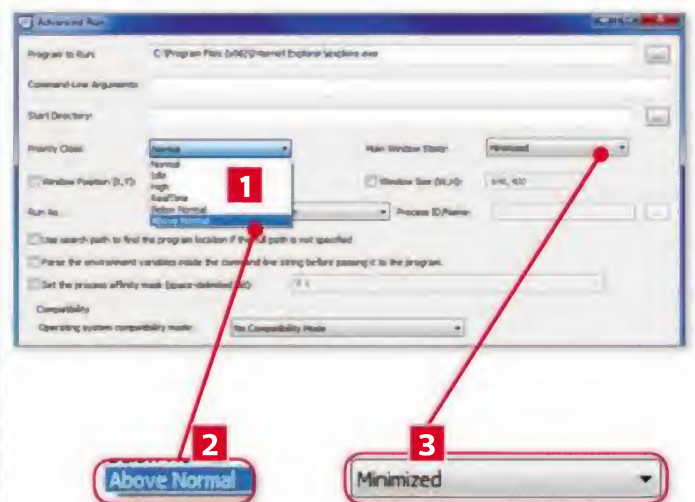 Advanced Run
Program to Run: C:\Program Files (x86)\Internet Explorer\iexplore.exe ...
Command-Line Arguments:
Start Directory: ...
Priority Class: Normal Main Window State: Minimized
Normal
Idle
High
RealTime
Below Normal
Above Normal
1
Window Position (X,Y): Window Size (W,H): 640, 480
Run As: Process ID/Name: ...
Use search path to find the program location if the full path is not specified
Parse the environment variables inside the command line string before passing it to the program.
Set the process affinity mask (space-delimited list):
Compatibility
Operating system compatibility mode: No Compatibility Mode
2 3
Above Normal Minimized